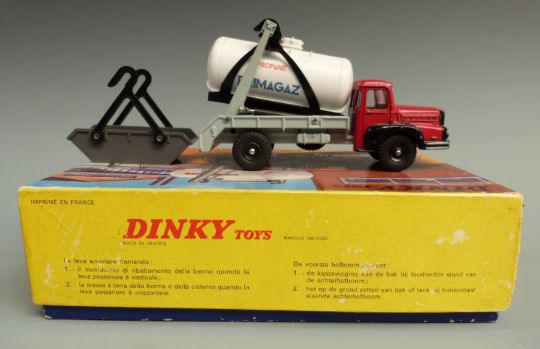 PROPANE
PRIMAGAZ
IMPRIMÉ EN FRANCE
DINKY TOYS
MADE IN FRANCE
MARQUE DÉPOSÉE
La leva anteriore comanda:
1. - il movimento di ribaltamento della benna quando la
leva posteriore è verticale;
2. - la messa a terra della benna o della cisterna quando la
leva posteriore è orizzontale.
De voorste hefboom dient:
1. - de kipbeweging van de bak bij loodrechte stand van
de achterhefboom;
2. - het op de grond zetten van bak of tank bij horizontaal
staande achterhefboom.